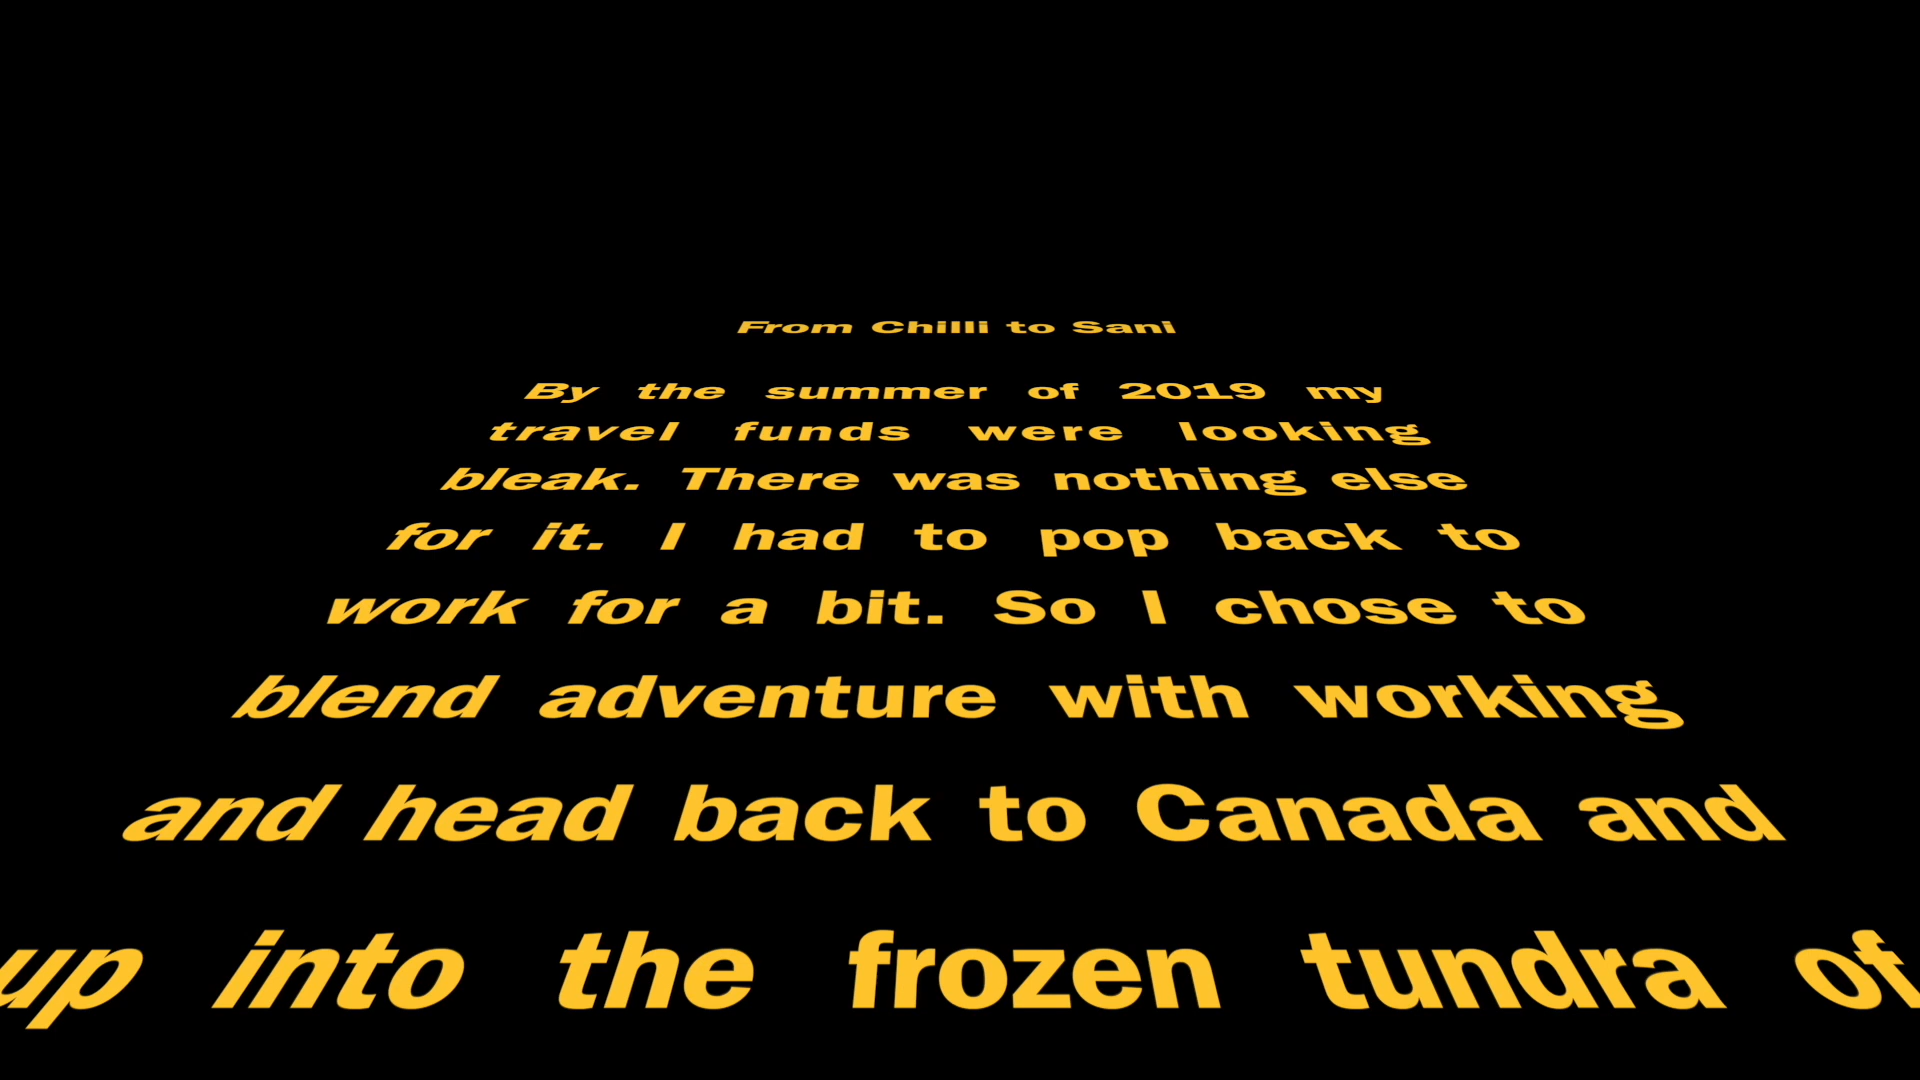 From Chilli to Sani
By the summer of 2019 my
travel funds were looking
bleak. There was nothing else
for it. I had to pop back to
work for a bit. So I chose to
blend adventure with working
and head back to Canada and
up into the frozen tundra of